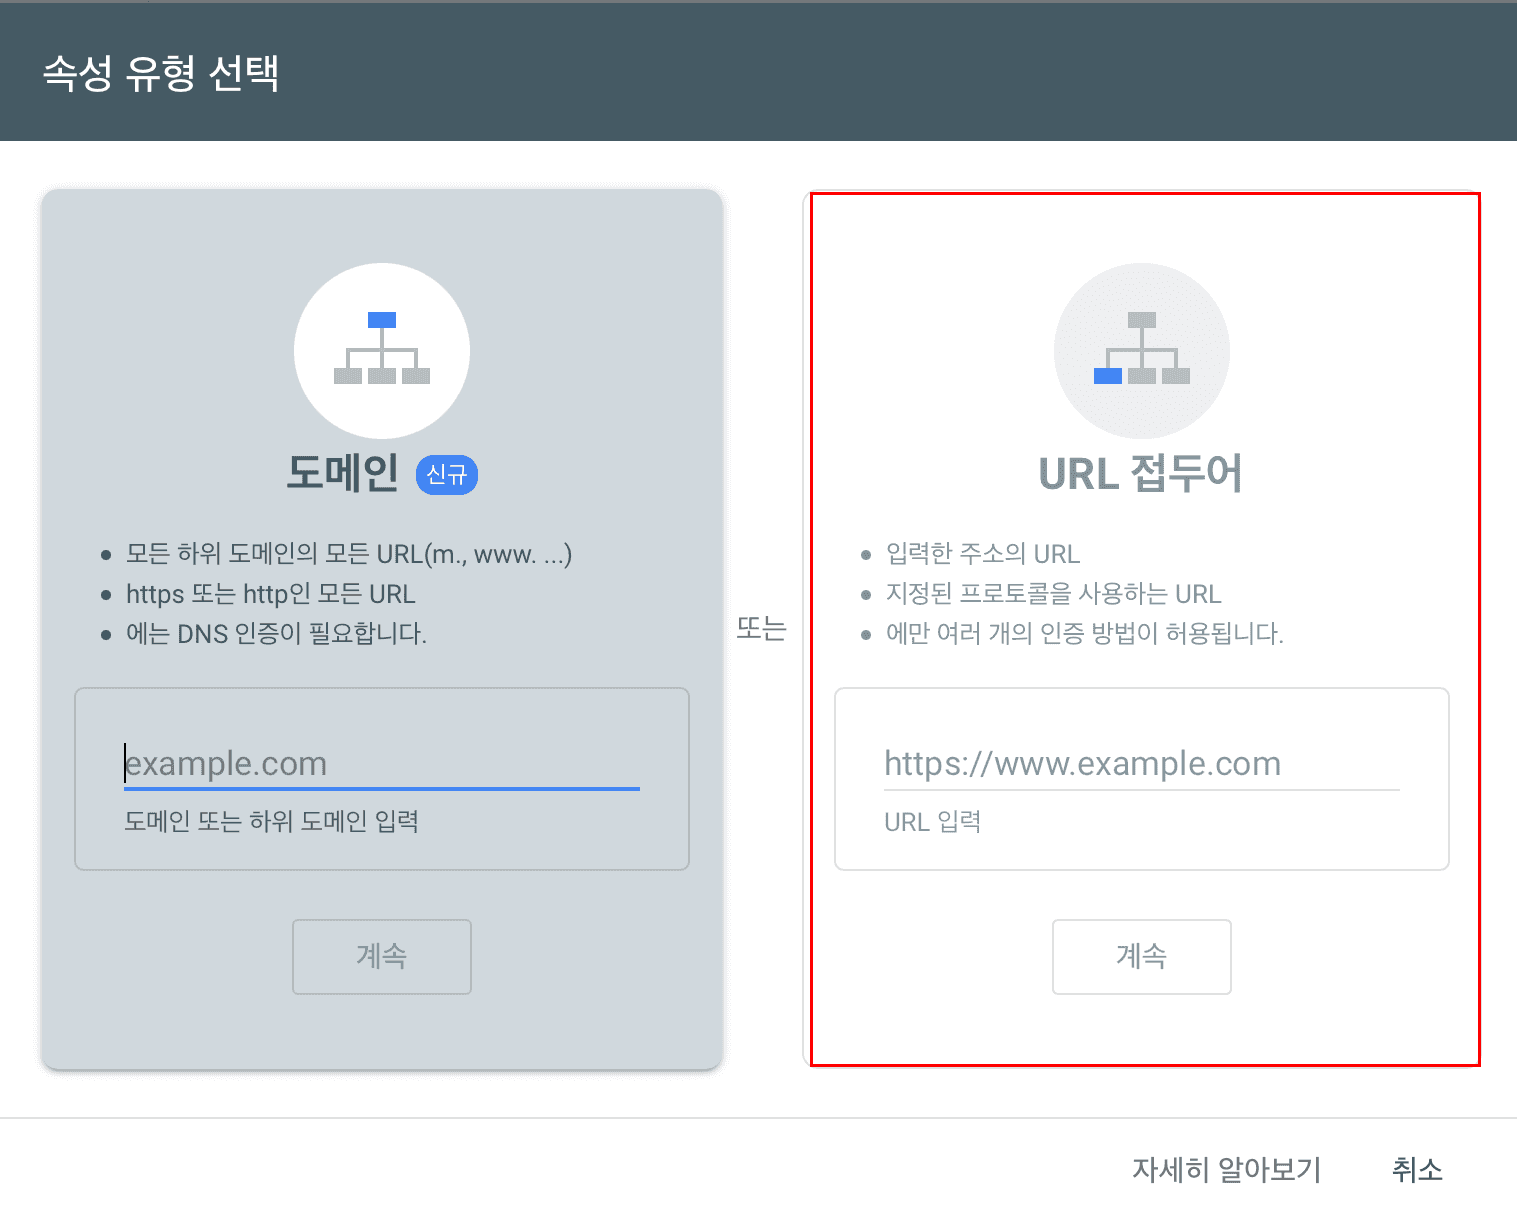 속성 유형 선택
도메인 신규
모든 하위 도메인의 모든 URL(m., www. ...)
https 또는 http인 모든 URL
에는 DNS 인증이 필요합니다.
example.com
도메인 또는 하위 도메인 입력
계속
또는
URL 접두어
입력한 주소의 URL
지정된 프로토콜을 사용하는 URL
에만 여러 개의 인증 방법이 허용됩니다.
https://www.example.com
URL 입력
계속
자세히 알아보기
취소